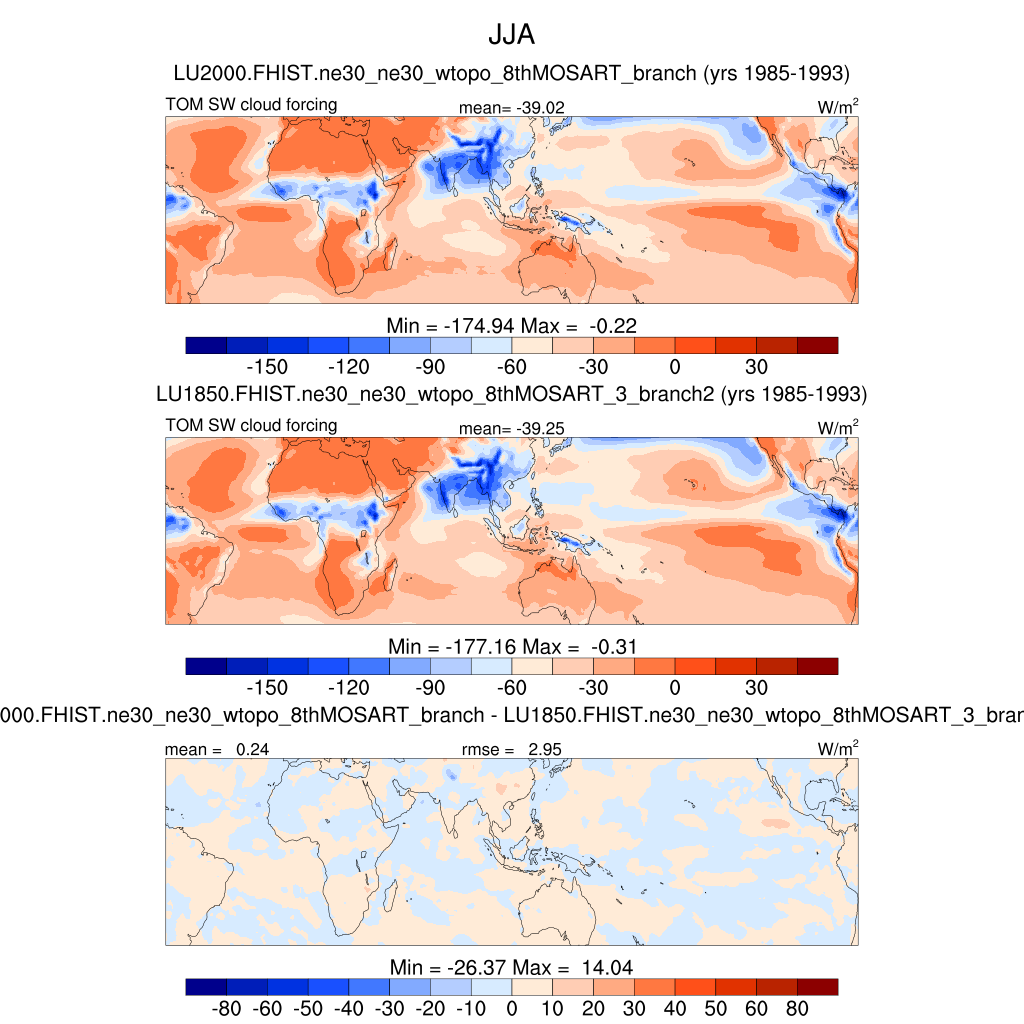 JJA
LU2000.FHIST.ne30_ne30_wtopo_8thMOSART_branch (yrs 1985-1993)
TOM SW cloud forcing mean= -39.02 W/m²
Min = -174.94 Max = -0.22
-150 -120 -90 -60 -30 0 30
LU1850.FHIST.ne30_ne30_wtopo_8thMOSART_3_branch2 (yrs 1985-1993)
TOM SW cloud forcing mean= -39.25 W/m²
Min = -177.16 Max = -0.31
-150 -120 -90 -60 -30 0 30
000.FHIST.ne30_ne30_wtopo_8thMOSART_branch - LU1850.FHIST.ne30_ne30_wtopo_8thMOSART_3_bran
mean = 0.24 rmse = 2.95 W/m²
Min = -26.37 Max = 14.04
-80 -60 -50 -40 -30 -20 -10 0 10 20 30 40 50 60 80